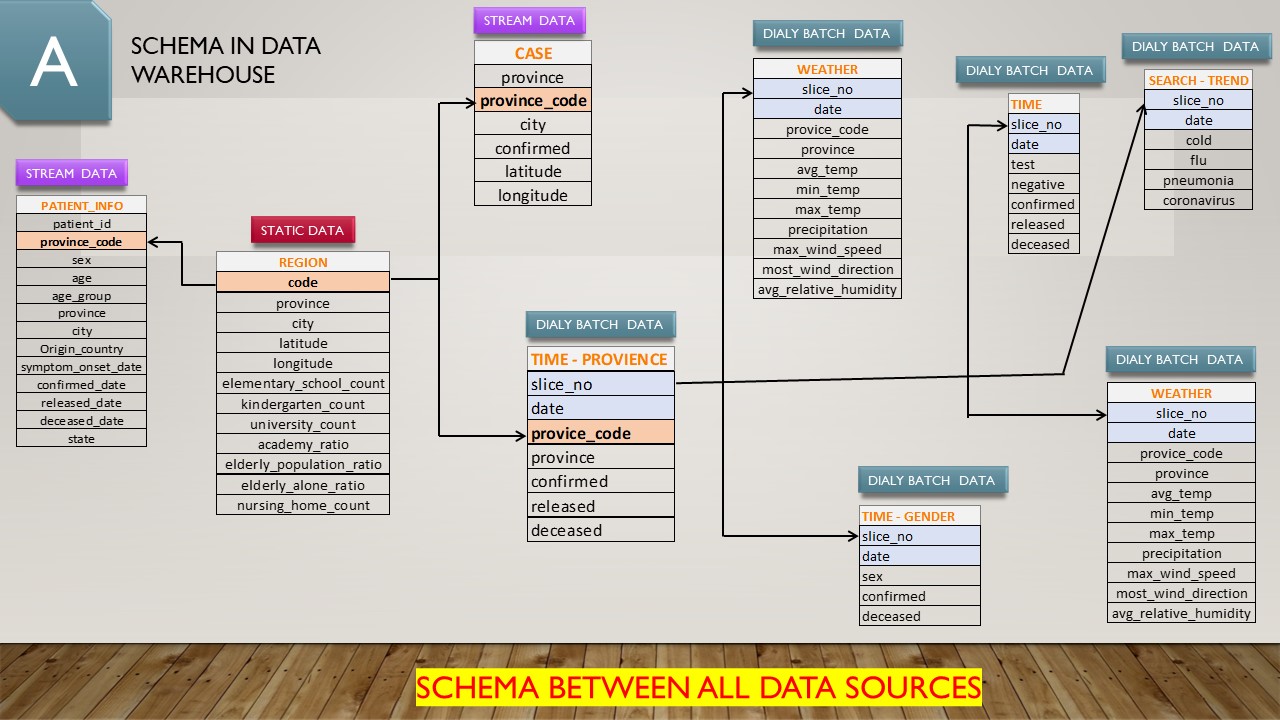 A
SCHEMA IN DATA
WAREHOUSE
STREAM DATA
PATIENT_INFO
patient_id
province_code
sex
age
age_group
province
city
Origin_country
symptom_onset_date
confirmed_date
released_date
deceased_date
state
STATIC DATA
REGION
code
province
city
latitude
longitude
elementary_school_count
kindergarten_count
university_count
academy_ratio
elderly_population_ratio
elderly_alone_ratio
nursing_home_count
STREAM DATA
CASE
province
province_code
city
confirmed
latitude
longitude
DIALY BATCH DATA
TIME - PROVIENCE
slice_no
date
provice_code
province
confirmed
released
deceased
DIALY BATCH DATA
WEATHER
slice_no
date
provice_code
province
avg_temp
min_temp
max_temp
precipitation
max_wind_speed
most_wind_direction
avg_relative_humidity
DIALY BATCH DATA
TIME - GENDER
slice_no
date
sex
confirmed
deceased
DIALY BATCH DATA
TIME
slice_no
date
test
negative
confirmed
released
deceased
DIALY BATCH DATA
SEARCH - TREND
slice_no
date
cold
flu
pneumonia
coronavirus
DIALY BATCH DATA
WEATHER
slice_no
date
provice_code
province
avg_temp
min_temp
max_temp
precipitation
max_wind_speed
most_wind_direction
avg_relative_humidity
SCHEMA BETWEEN ALL DATA SOURCES